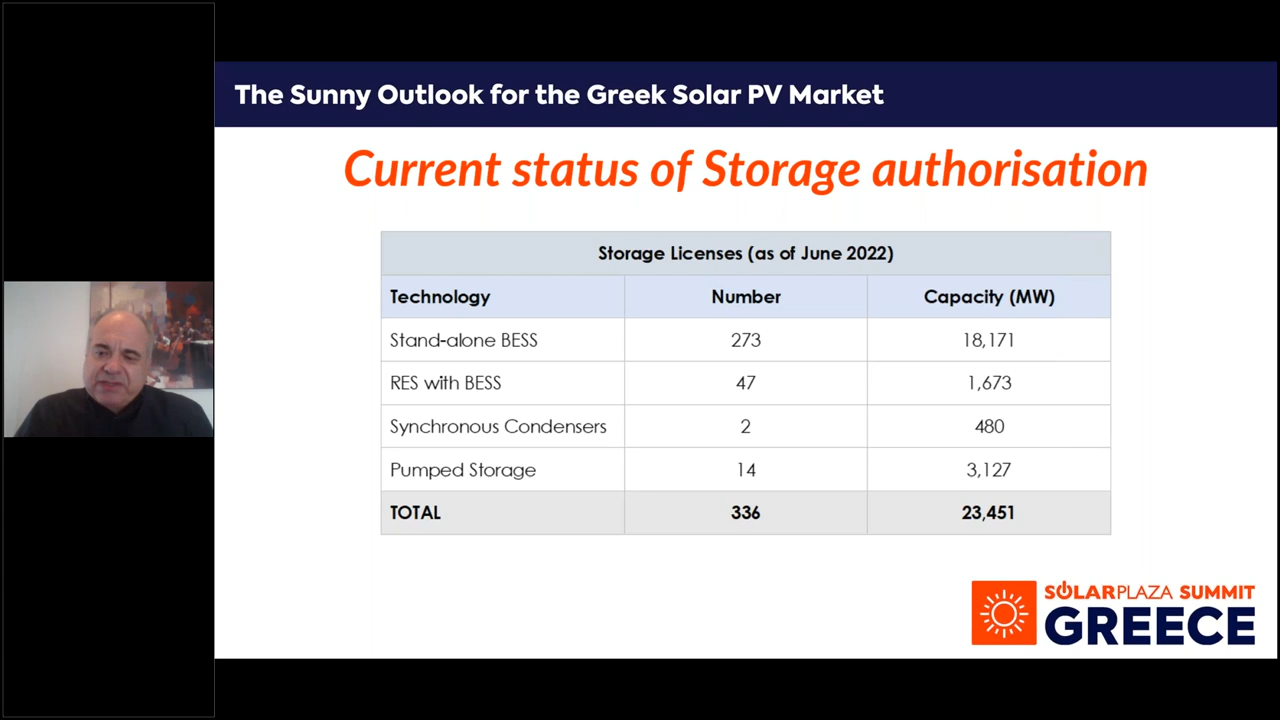 The Sunny Outlook for the Greek Solar PV Market
Current status of Storage authorisation
Storage Licenses (as of June 2022)
Technology Number Capacity (MW)
Stand-alone BESS 273 18,171
RES with BESS 47 1,673
Synchronous Condensers 2 480
Pumped Storage 14 3,127
TOTAL 336 23,451
SOLARPLAZA SUMMIT
GREECE